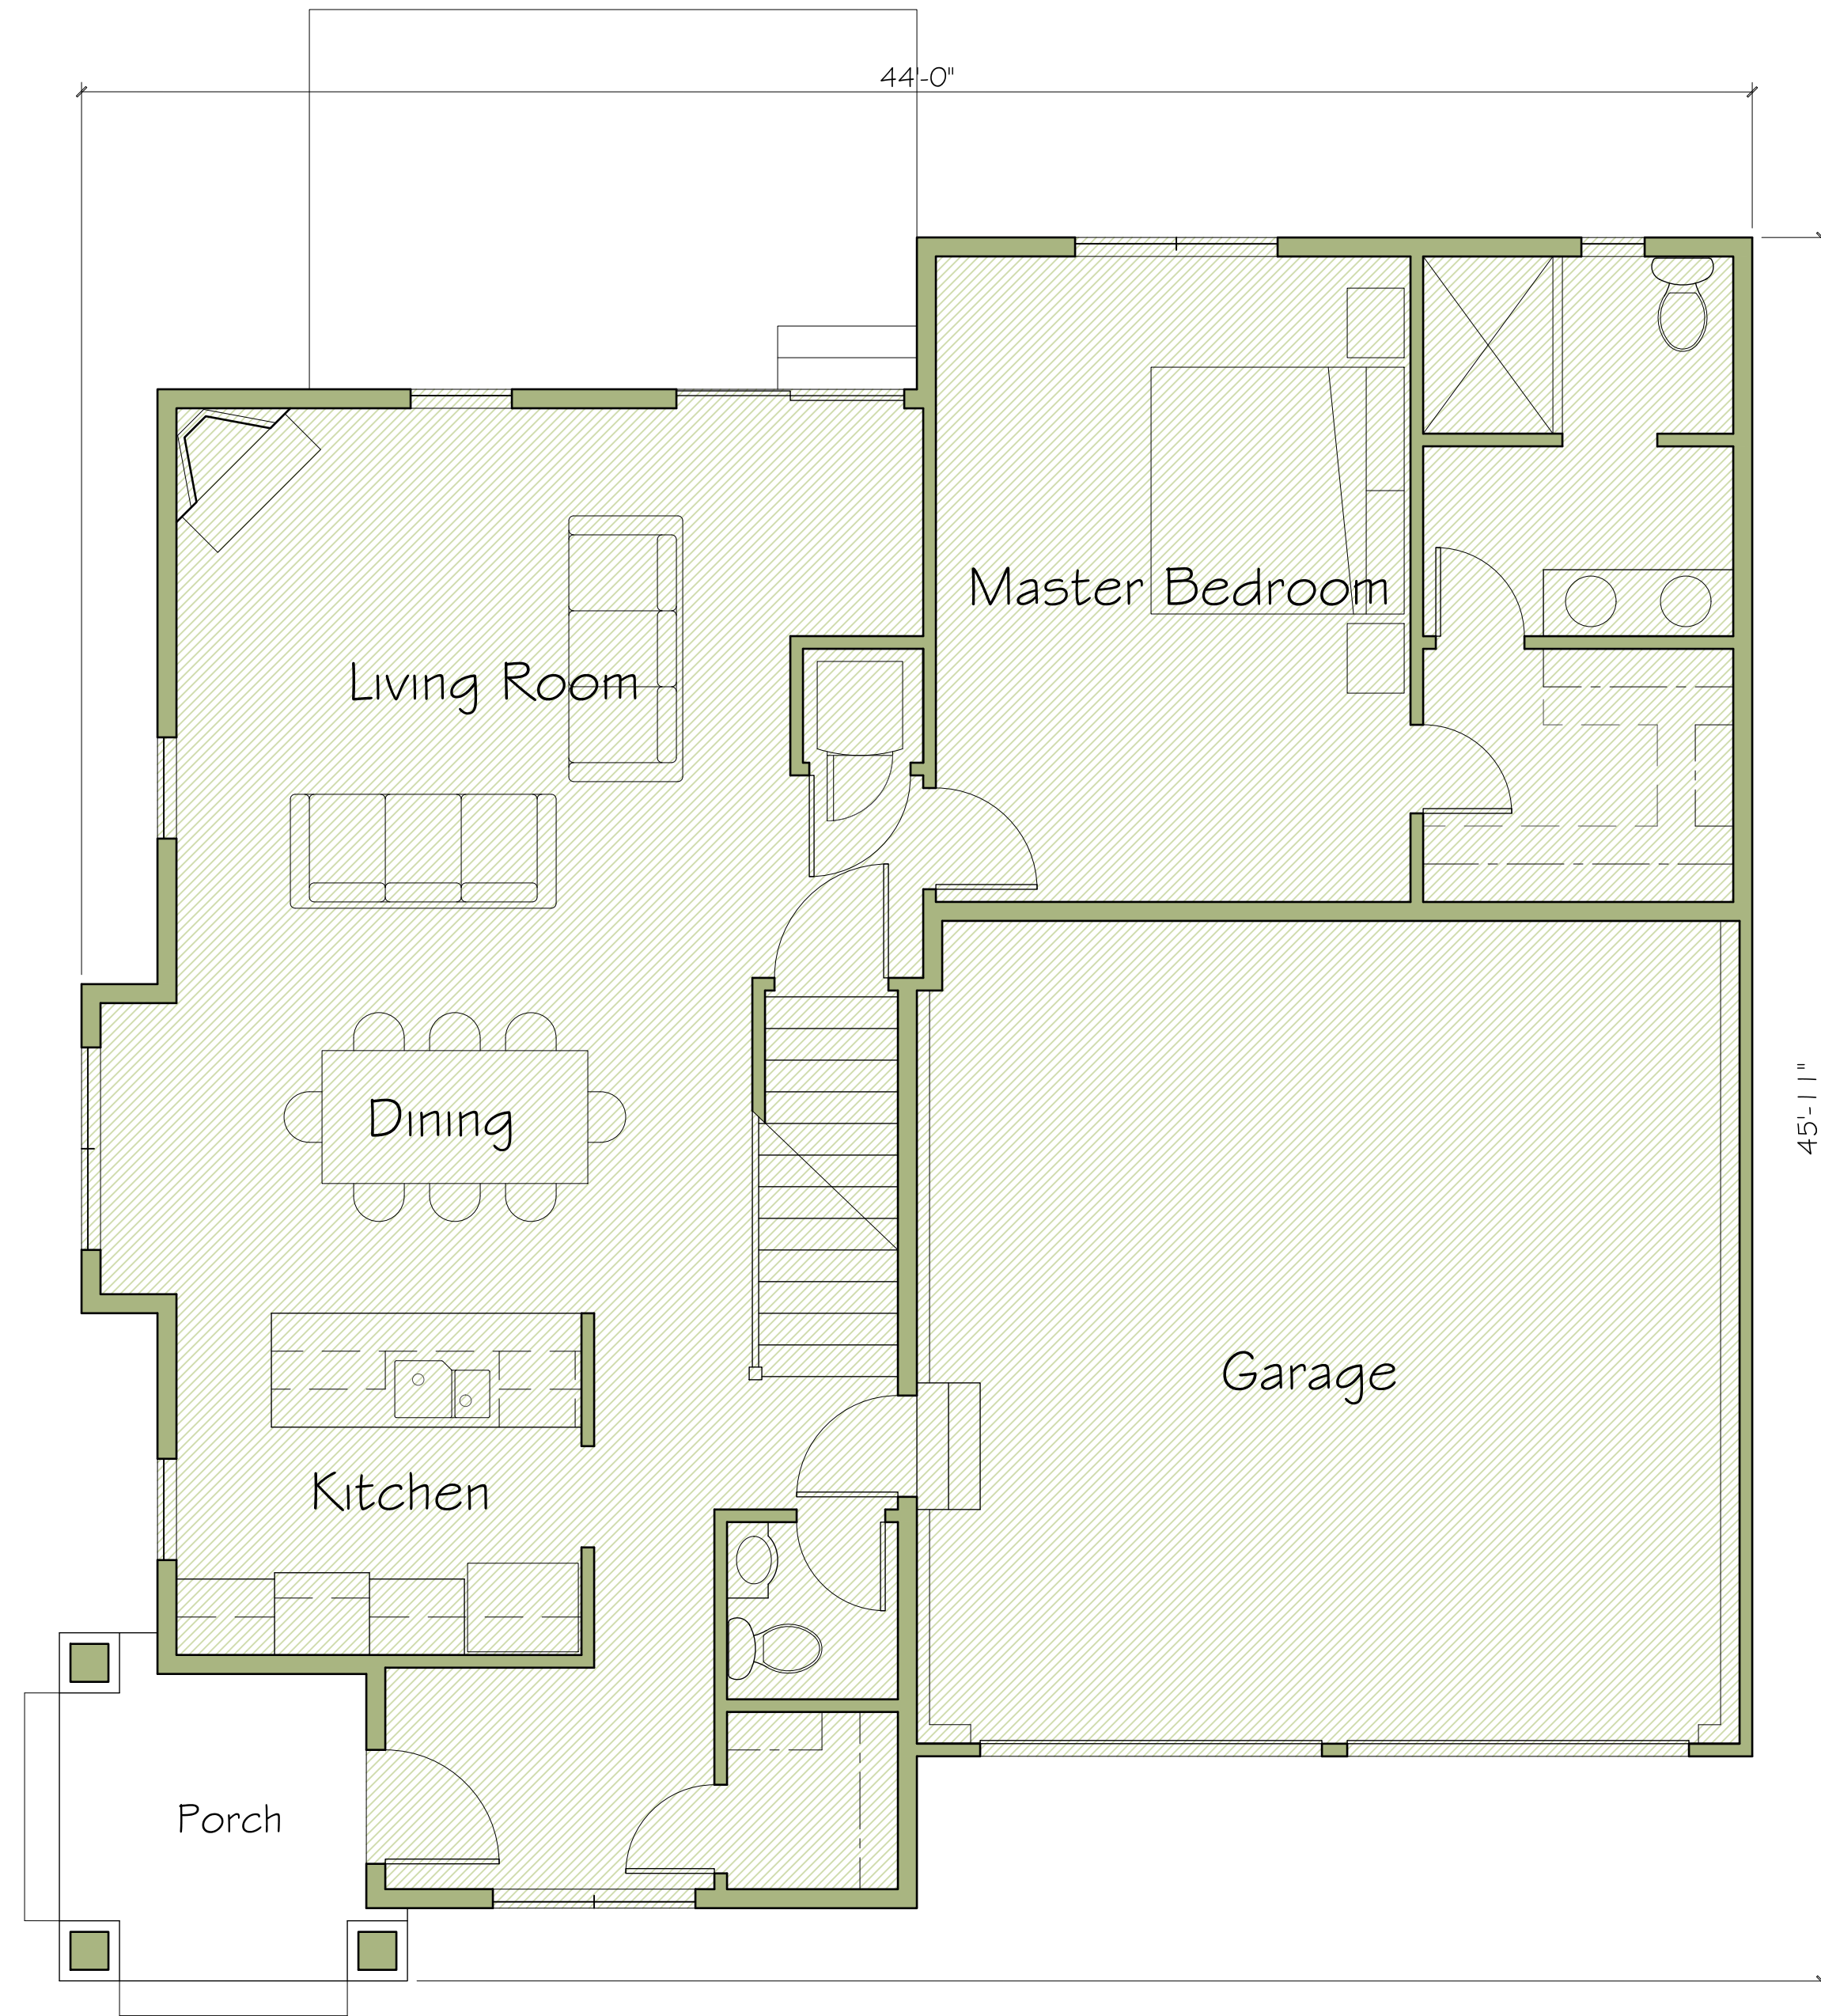 44'-0"
Master Bedroom
Living Room
45'-11"
Dining
Garage
Kitchen
Porch